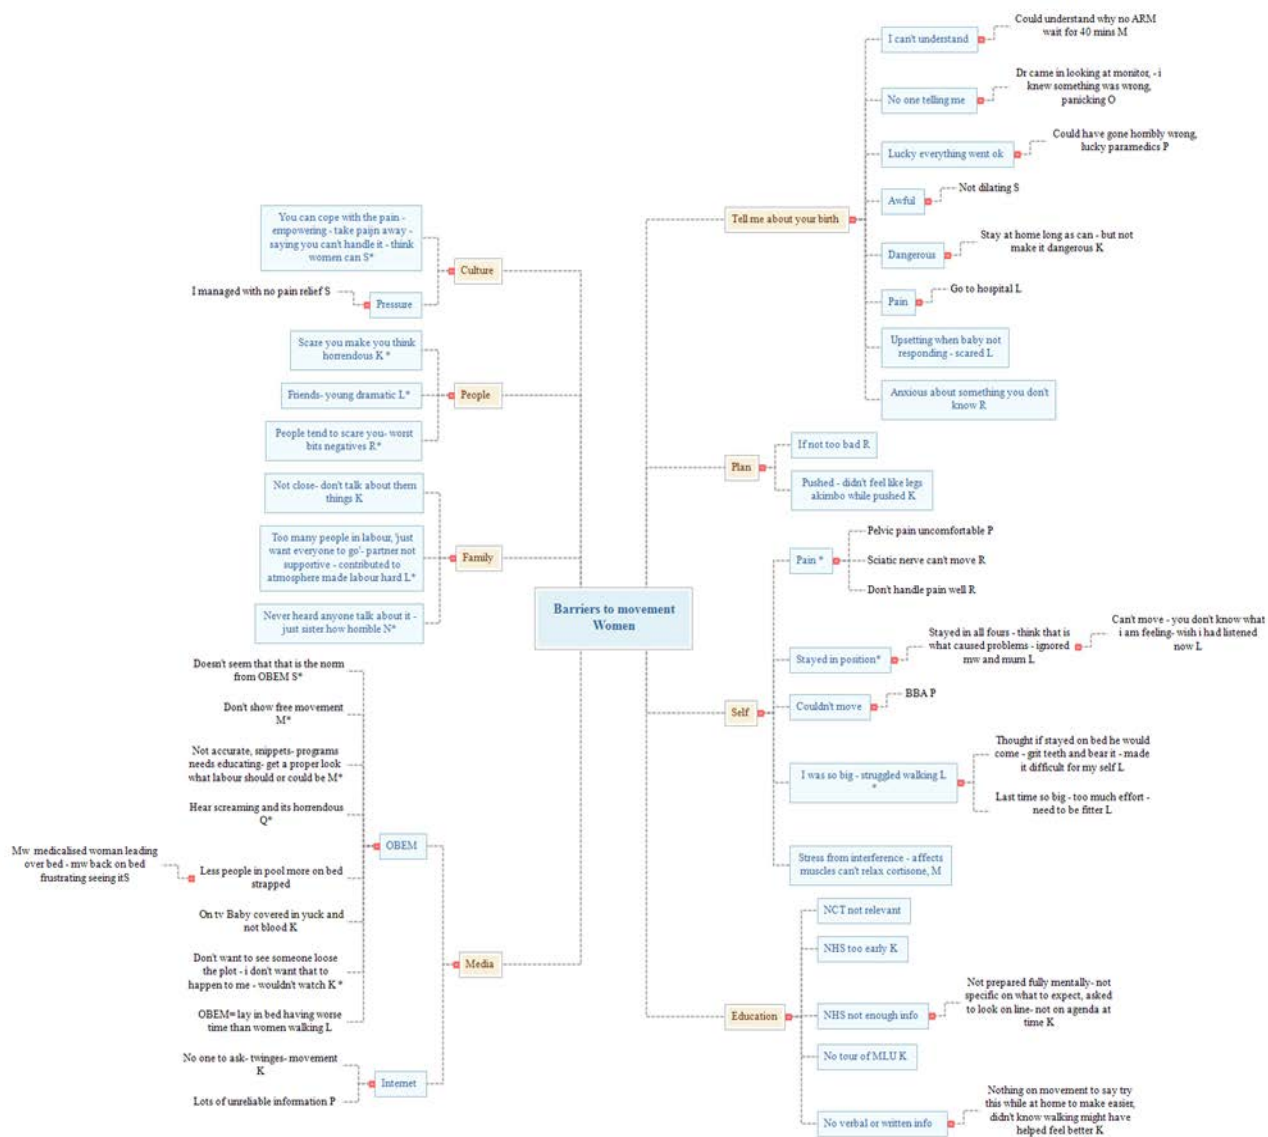 Barriers to movement
Women
Tell me about your birth
I can't understand
Could understand why no ARM
wait for 40 mins M
No one telling me
Dr came in looking at monitor, - i
knew something was wrong,
panicking O
Lucky everything went ok
Could have gone horribly wrong,
lucky paramedics P
Awful
Not dilating S
Dangerous
Stay at home long as can - but not
make it dangerous K
Pain
Go to hospital L
Upsetting when baby not
responding - scared L
Anxious about something you don't
know R
Plan
If not too bad R
Pushed - didn't feel like legs
akimbo while pushed K
Self
Pain *
Pelvic pain uncomfortable P
Sciatic nerve can't move R
Don't handle pain well R
Stayed in position*
Stayed in all fours - think that is
what caused problems - ignored
mw and mum L
Can't move - you don't know what
i am feeling- wish i had listened
now L
Couldn't move
BBA P
I was so big - struggled walking L
*
Thought if stayed on bed he would
come - grit teeth and bear it - made
it difficult for my self L
Last time so big - too much effort -
need to be fitter L
Stress from interference - affects
muscles can't relax cortisone, M
Education
NCT not relevant
NHS too early K
NHS not enough info
Not prepared fully mentally- not
specific on what to expect, asked
to look on line- not on agenda at
time K
No tour of MLU K
No verbal or written info
Nothing on movement to say try
this while at home to make easier,
didn't know walking might have
helped feel better K
Culture
You can cope with the pain -
empowering - take paijn away -
saying you can't handle it - think
women can S*
Pressure
I managed with no pain relief S
People
Scare you make you think
horrendous K *
Friends- young dramatic L*
People tend to scare you- worst
bits negatives R*
Family
Not close- don't talk about them
things K
Too many people in labour, 'just
want everyone to go'- partner not
supportive - contributed to
atmosphere made labour hard L*
Never heard anyone talk about it -
just sister how horrible N*
Media
OBEM
Doesn't seem that that is the norm
from OBEM S*
Don't show free movement
M*
Not accurate, snippets- programs
needs educating- get a proper look
what labour should or could be M*
Hear screaming and its horrendous
Q*
Less people in pool more on bed
strapped
Mw medicalised woman leading
over bed - mw back on bed
frustrating seeing itS
On tv Baby covered in yuck and
not blood K
Don't want to see someone loose
the plot - i don't want that to
happen to me - wouldn't watch K *
OBEM= lay in bed having worse
time than women walking L
Internet
No one to ask- twinges- movement
K
Lots of unreliable information P